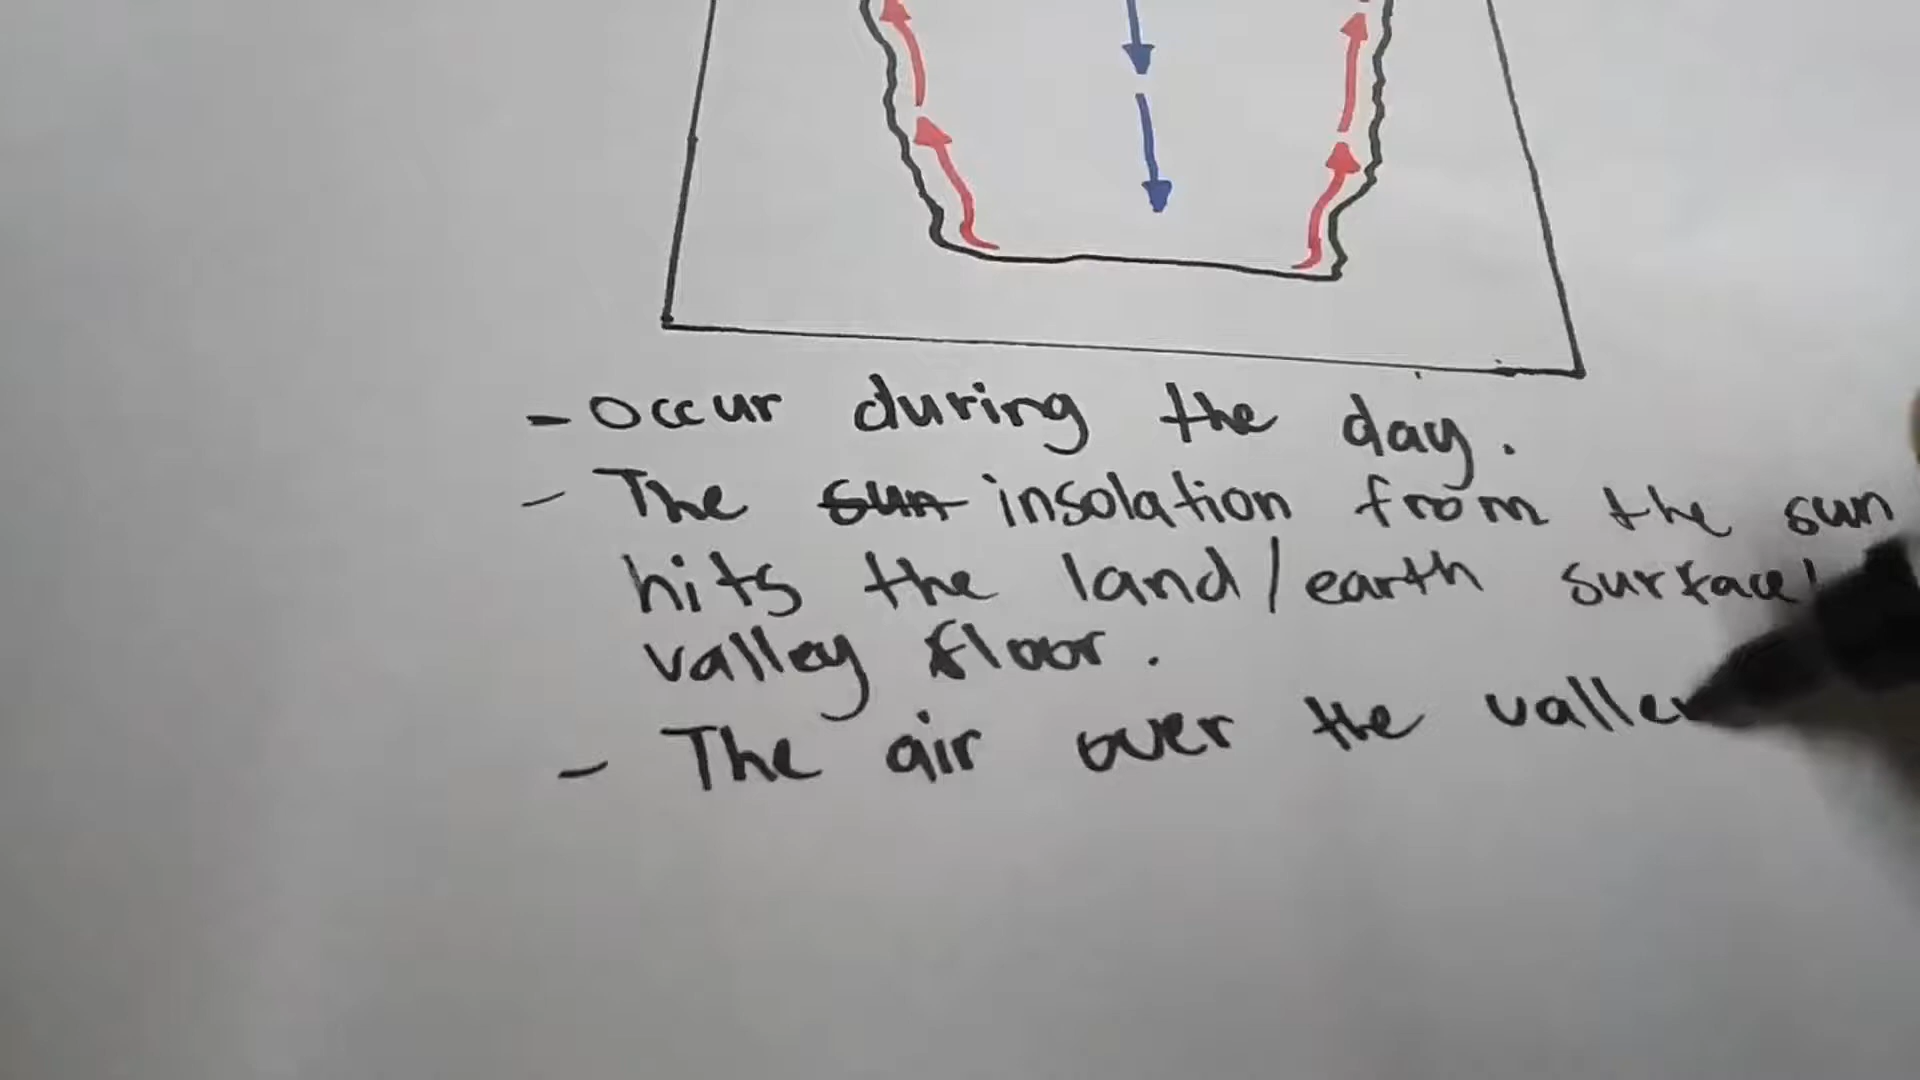 - Occur during the day.
- The sun insolation from the sun
hits the land/earth surface/
valley floor.
- The air over the valle